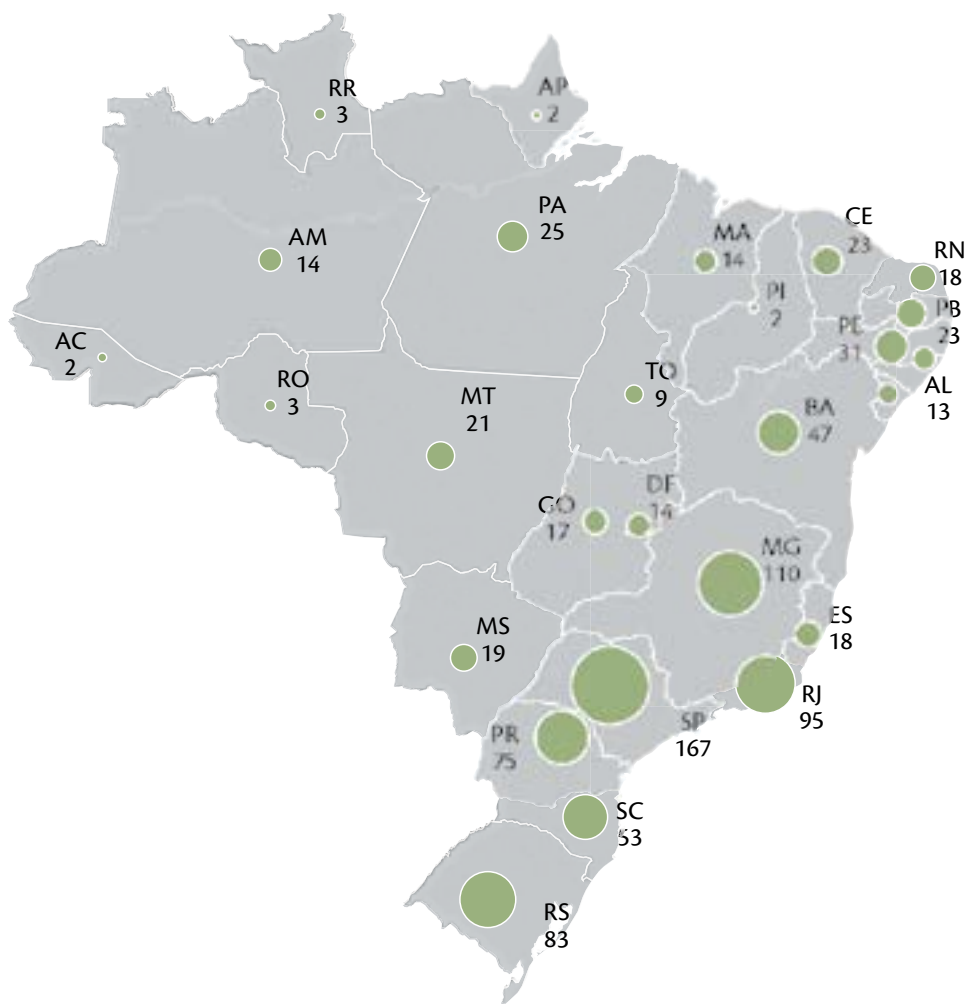 RR
3
AP
2
PA
25
AM
14
MA
14
CE
23
RN
18
PI
2
PB
23
PE
31
AC
2
RO
3
MT
21
TO
9
AL
13
BA
47
GO
17
DF
14
MG
110
ES
18
MS
19
RJ
95
SP
167
PR
75
SC
53
RS
83